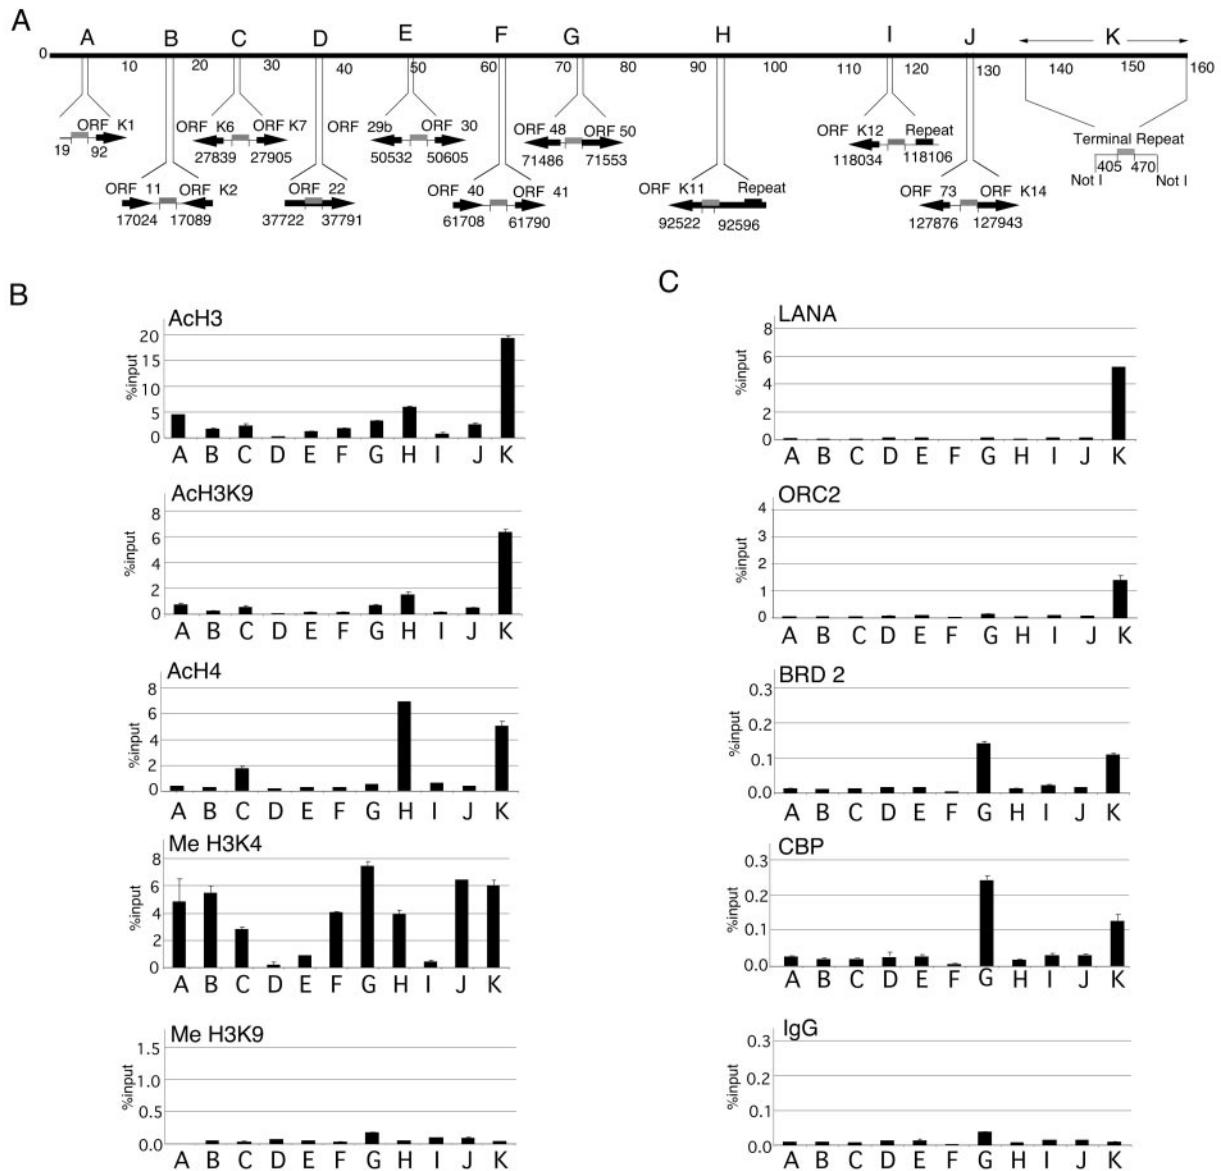 A
A B C D E F G H I J K
0 10 20 30 40 50 60 70 80 90 100 110 120 130 140 150 160
ORF K1
19 92
ORF K6 ORF K7
27839 27905
ORF 29b ORF 30
50532 50605
ORF 48 ORF 50
71486 71553
ORF K12 Repeat
118034 118106
Terminal Repeat
405 470
Not I Not I
ORF 11 ORF K2
17024 17089
ORF 22
37722 37791
ORF 40 ORF 41
61708 61790
ORF K11 Repeat
92522 92596
ORF 73 ORF K14
127876 127943
B
AcH3
%input
20
15
10
5
0
A B C D E F G H I J K
AcH3K9
%input
8
6
4
2
0
A B C D E F G H I J K
AcH4
%input
8
6
4
2
0
A B C D E F G H I J K
Me H3K4
%input
8
6
4
2
0
A B C D E F G H I J K
Me H3K9
%input
1.5
1.0
0.5
0.0
A B C D E F G H I J K
C
LANA
%input
8
6
4
2
0
A B C D E F G H I J K
ORC2
%input
4
3
2
1
0
A B C D E F G H I J K
BRD 2
%input
0.3
0.2
0.1
0.0
A B C D E F G H I J K
CBP
%input
0.3
0.2
0.1
0.0
A B C D E F G H I J K
IgG
%input
0.3
0.2
0.1
0.0
A B C D E F G H I J K